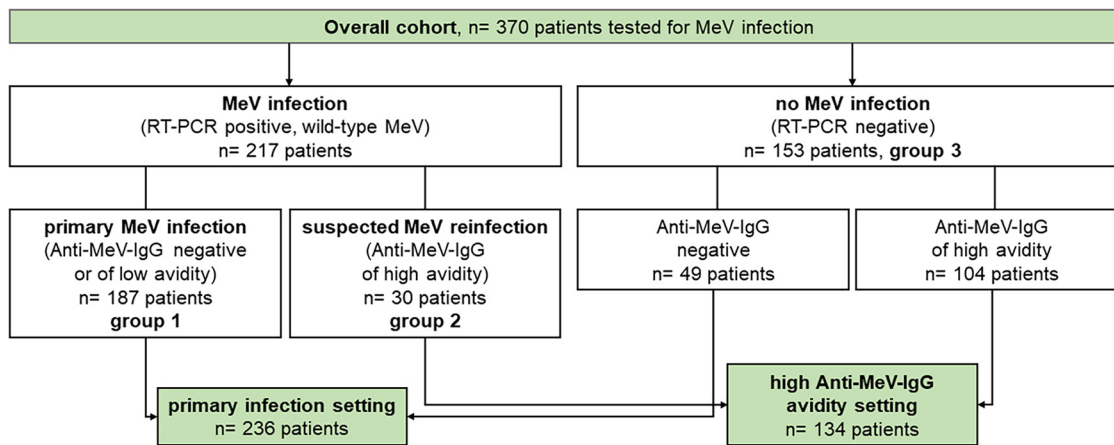 Overall cohort, n= 370 patients tested for MeV infection
MeV infection
(RT-PCR positive, wild-type MeV)
n= 217 patients
no MeV infection
(RT-PCR negative)
n= 153 patients, group 3
primary MeV infection
(Anti-MeV-IgG negative
or of low avidity)
n= 187 patients
group 1
suspected MeV reinfection
(Anti-MeV-IgG
of high avidity)
n= 30 patients
group 2
Anti-MeV-IgG
negative
n= 49 patients
Anti-MeV-IgG
of high avidity
n= 104 patients
primary infection setting
n= 236 patients
high Anti-MeV-IgG
avidity setting
n= 134 patients